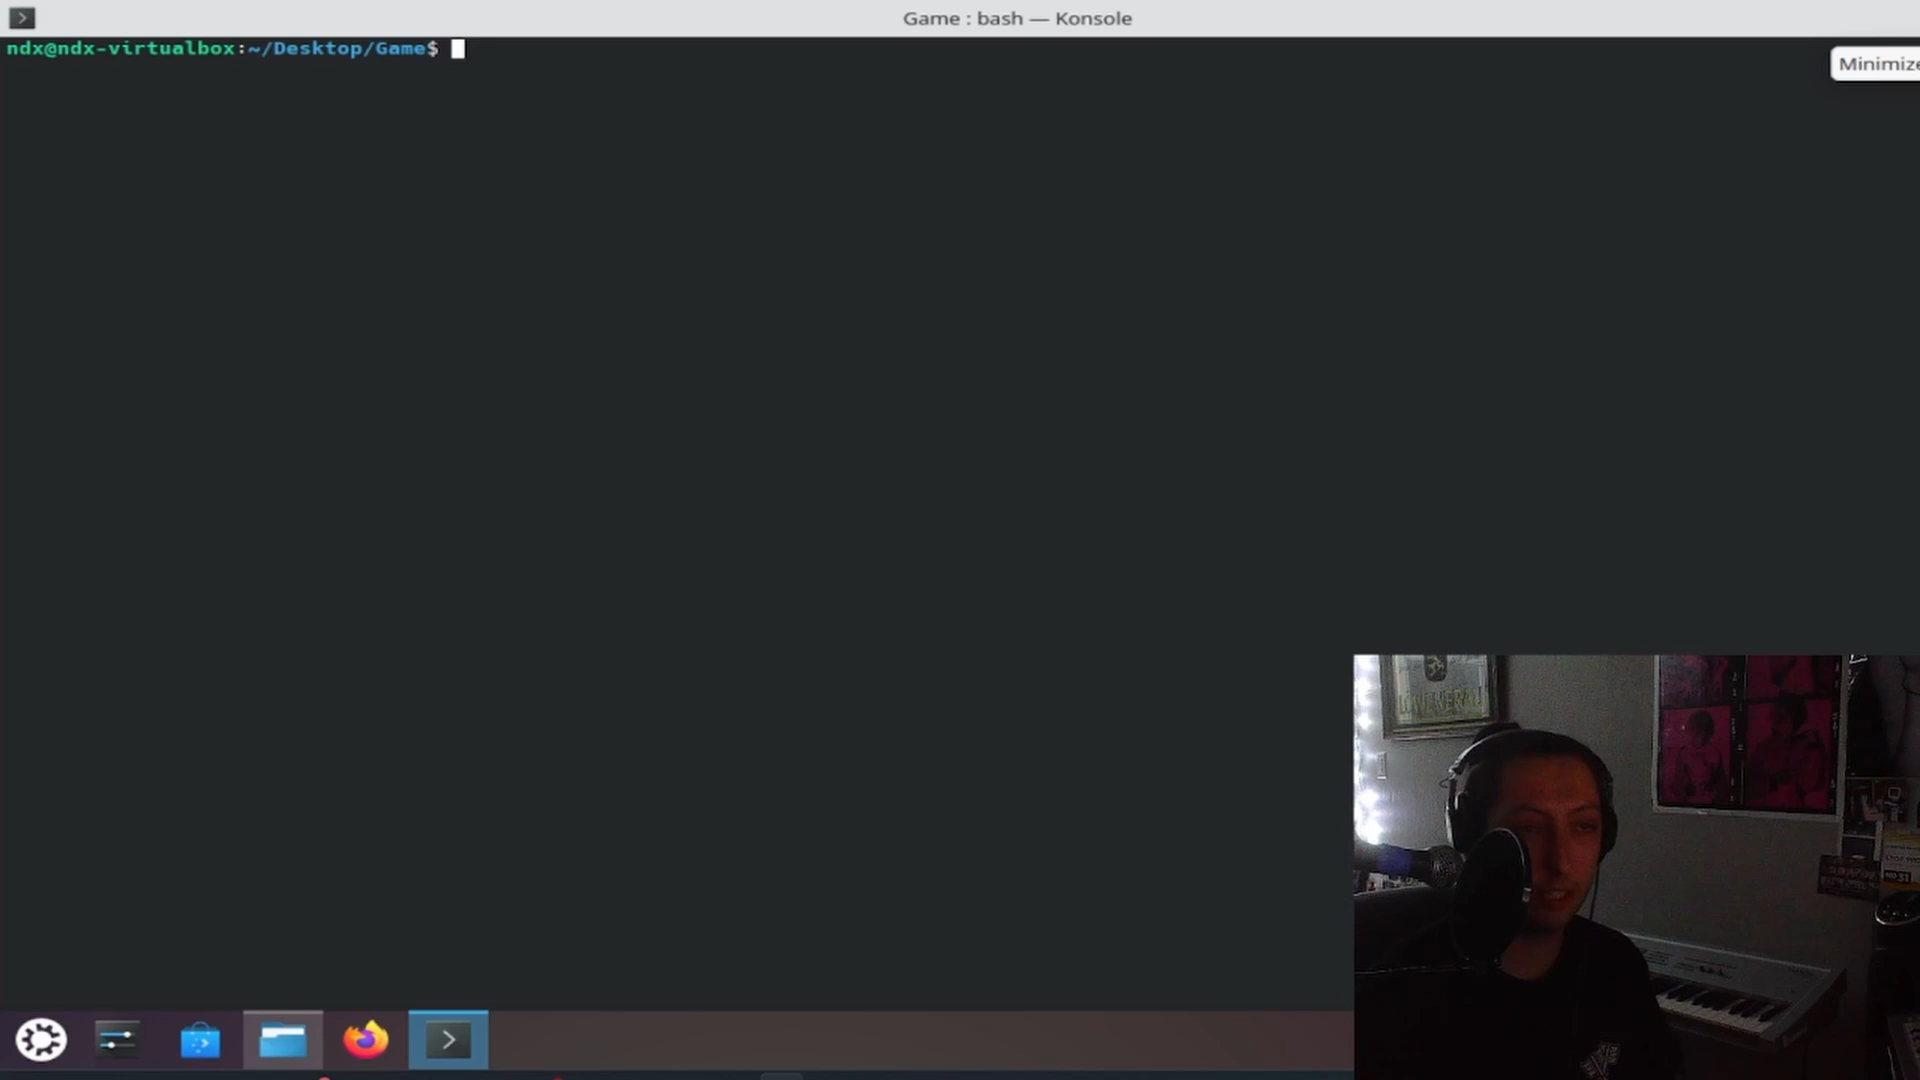 Game : bash — Konsole
ndx@ndx-virtualbox:~/Desktop/Game$
Minimize